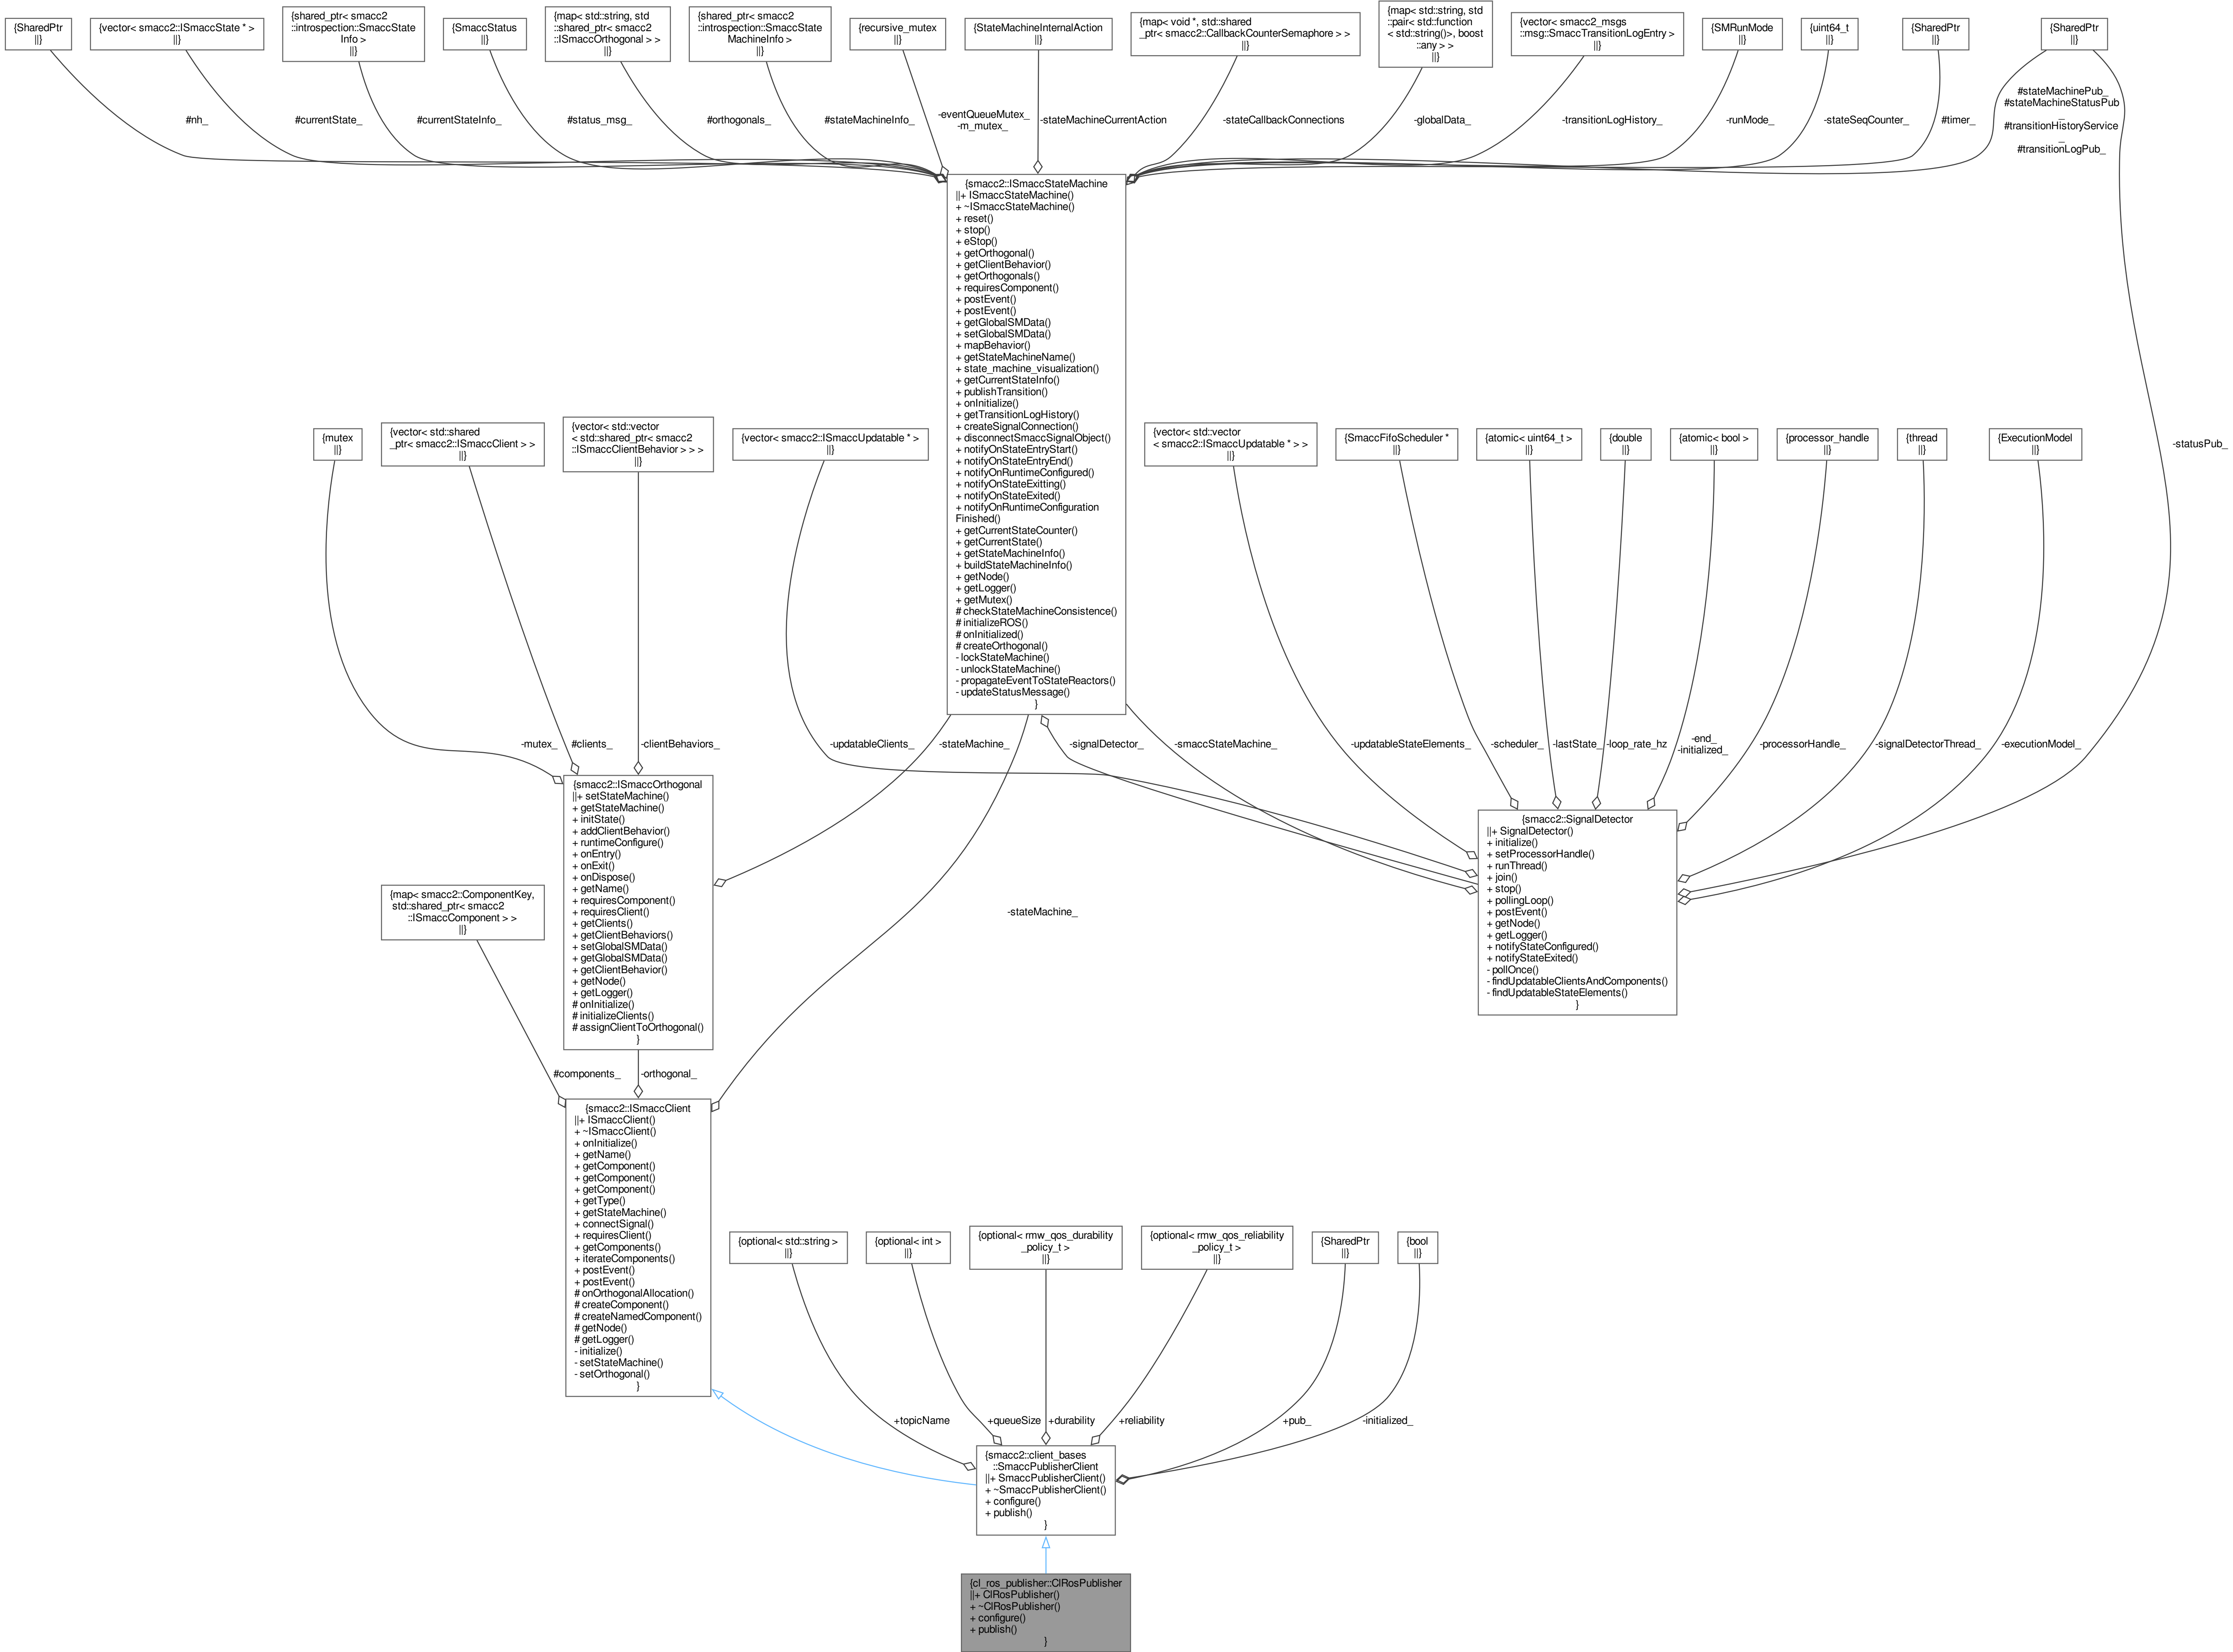 {SharedPtr
||}
{vector< smacc2::ISmaccState * >
||}
{shared_ptr< smacc2
::introspection::SmaccState
Info >
||}
{SmaccStatus
||}
{map< std::string, std
::shared_ptr< smacc2
::ISmaccOrthogonal > >
||}
{shared_ptr< smacc2
::introspection::SmaccState
MachineInfo >
||}
{recursive_mutex
||}
{StateMachineInternalAction
||}
{map< void *, std::shared
_ptr< smacc2::CallbackCounterSemaphore > >
||}
{map< std::string, std
::pair< std::function
< std::string()>, boost
::any > >
||}
{vector< smacc2_msgs
::msg::SmaccTransitionLogEntry >
||}
{SMRunMode
||}
{uint64_t
||}
{SharedPtr
||}
{SharedPtr
||}
#nh_
#currentState_
#currentStateInfo_
#status_msg_
#orthogonals_
#stateMachineInfo_
-eventQueueMutex_
-m_mutex_
-stateMachineCurrentAction
-stateCallbackConnections
-globalData_
-transitionLogHistory_
-runMode_
-stateSeqCounter_
#timer_
#stateMachinePub_
#stateMachineStatusPub
_
#transitionHistoryService
_
#transitionLogPub_
{smacc2::ISmaccStateMachine
||+ ISmaccStateMachine()
+ ~ISmaccStateMachine()
+ reset()
+ stop()
+ eStop()
+ getOrthogonal()
+ getClientBehavior()
+ getOrthogonals()
+ requiresComponent()
+ postEvent()
+ postEvent()
+ getGlobalSMData()
+ setGlobalSMData()
+ mapBehavior()
+ getStateMachineName()
+ state_machine_visualization()
+ getCurrentStateInfo()
+ publishTransition()
+ onInitialize()
+ getTransitionLogHistory()
+ createSignalConnection()
+ disconnectSmaccSignalObject()
+ notifyOnStateEntryStart()
+ notifyOnStateEntryEnd()
+ notifyOnRuntimeConfigured()
+ notifyOnStateExitting()
+ notifyOnStateExited()
+ notifyOnRuntimeConfiguration
Finished()
+ getCurrentStateCounter()
+ getCurrentState()
+ getStateMachineInfo()
+ buildStateMachineInfo()
+ getNode()
+ getLogger()
+ getMutex()
# checkStateMachineConsistence()
# initializeROS()
# onInitialized()
# createOrthogonal()
- lockStateMachine()
- unlockStateMachine()
- propagateEventToStateReactors()
- updateStatusMessage()
}
{mutex
||}
{vector< std::shared
_ptr< smacc2::ISmaccClient > >
||}
{vector< std::vector
< std::shared_ptr< smacc2
::ISmaccClientBehavior > > >
||}
{vector< smacc2::ISmaccUpdatable * >
||}
{vector< std::vector
< smacc2::ISmaccUpdatable * > >
||}
{SmaccFifoScheduler *
||}
{atomic< uint64_t >
||}
{double
||}
{atomic< bool >
||}
{processor_handle
||}
{thread
||}
{ExecutionModel
||}
-statusPub_
-mutex_
#clients_
-clientBehaviors_
-updatableClients_
-stateMachine_
-signalDetector_
-smaccStateMachine_
-updatableStateElements_
-scheduler_
-lastState_
-loop_rate_hz
-end_
-initialized_
-processorHandle_
-signalDetectorThread_
-executionModel_
{smacc2::ISmaccOrthogonal
||+ setStateMachine()
+ getStateMachine()
+ initState()
+ addClientBehavior()
+ runtimeConfigure()
+ onEntry()
+ onExit()
+ onDispose()
+ getName()
+ requiresComponent()
+ requiresClient()
+ getClients()
+ getClientBehaviors()
+ setGlobalSMData()
+ getGlobalSMData()
+ getClientBehavior()
+ getNode()
+ getLogger()
# onInitialize()
# initializeClients()
# assignClientToOrthogonal()
}
{smacc2::SignalDetector
||+ SignalDetector()
+ initialize()
+ setProcessorHandle()
+ runThread()
+ join()
+ stop()
+ pollingLoop()
+ postEvent()
+ getNode()
+ getLogger()
+ notifyStateConfigured()
+ notifyStateExited()
- pollOnce()
- findUpdatableClientsAndComponents()
- findUpdatableStateElements()
}
{map< smacc2::ComponentKey,
std::shared_ptr< smacc2
::ISmaccComponent > >
||}
-stateMachine_
#components_
-orthogonal_
{smacc2::ISmaccClient
||+ ISmaccClient()
+ ~ISmaccClient()
+ onInitialize()
+ getName()
+ getComponent()
+ getComponent()
+ getComponent()
+ getType()
+ getStateMachine()
+ connectSignal()
+ requiresClient()
+ getComponents()
+ iterateComponents()
+ postEvent()
+ postEvent()
# onOrthogonalAllocation()
# createComponent()
# createNamedComponent()
# getNode()
# getLogger()
- initialize()
- setStateMachine()
- setOrthogonal()
}
{optional< std::string >
||}
{optional< int >
||}
{optional< rmw_qos_durability
_policy_t >
||}
{optional< rmw_qos_reliability
_policy_t >
||}
{SharedPtr
||}
{bool
||}
+topicName
+queueSize
+durability
+reliability
+pub_
-initialized_
{smacc2::client_bases
::SmaccPublisherClient
||+ SmaccPublisherClient()
+ ~SmaccPublisherClient()
+ configure()
+ publish()
}
{cl_ros_publisher::ClRosPublisher
||+ ClRosPublisher()
+ ~ClRosPublisher()
+ configure()
+ publish()
}